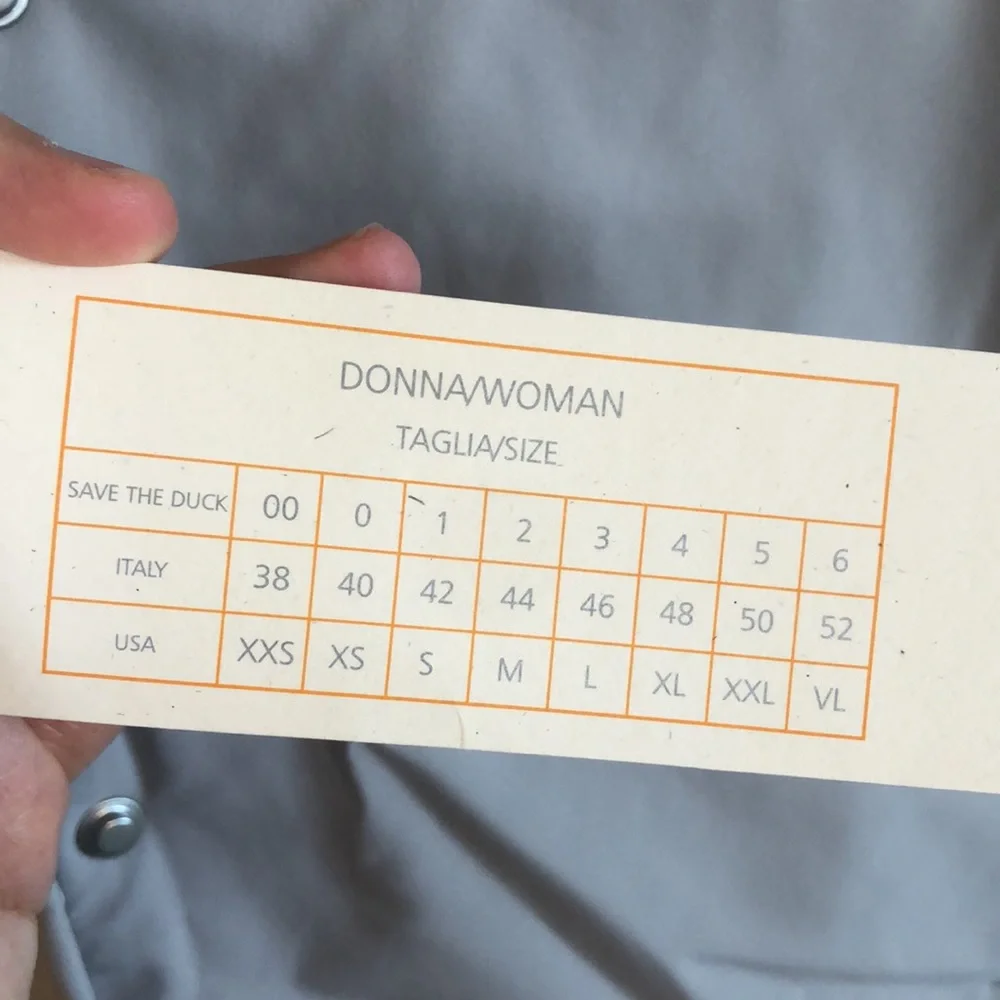 DONNA/WOMAN
TAGLIA/SIZE
SAVE THE DUCK 00 0 1 2 3 4 5 6
ITALY 38 40 42 44 46 48 50 52
USA XXS XS S M L XL XXL VL